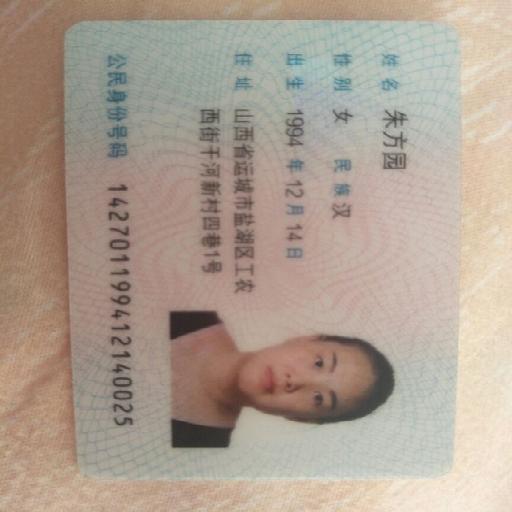 姓名 朱方园
性别 女 民族 汉
出生 1994 年 12 月 14 日
住址 山西省运城市盐湖区工农
西街干河新村四巷1号
公民身份号码 142701199412140025